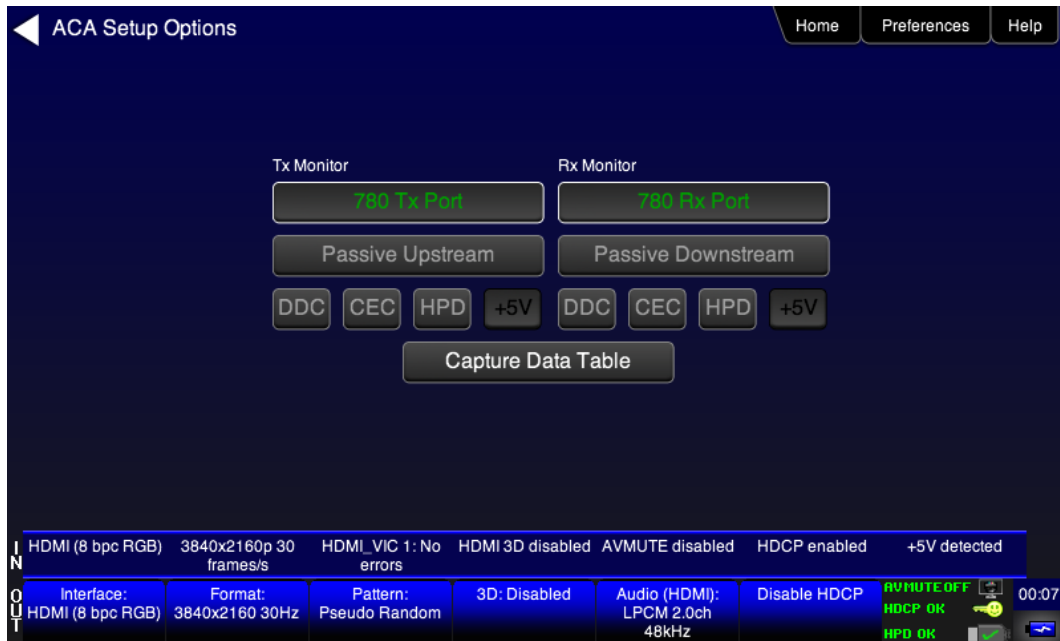 ACA Setup Options
Home
Preferences
Help
Tx Monitor
Rx Monitor
780 Tx Port
780 Rx Port
Passive Upstream
Passive Downstream
DDC
CEC
HPD
+5V
DDC
CEC
HPD
+5V
Capture Data Table
IN
HDMI (8 bpc RGB)
3840x2160p 30
frames/s
HDMI_VIC 1: No
errors
HDMI 3D disabled
AVMUTE disabled
HDCP enabled
+5V detected
OUT
Interface:
HDMI (8 bpc RGB)
Format:
3840x2160 30Hz
Pattern:
Pseudo Random
3D: Disabled
Audio (HDMI):
LPCM 2.0ch
48kHz
Disable HDCP
AVMUTE OFF
HDCP OK
HPD OK
00:07